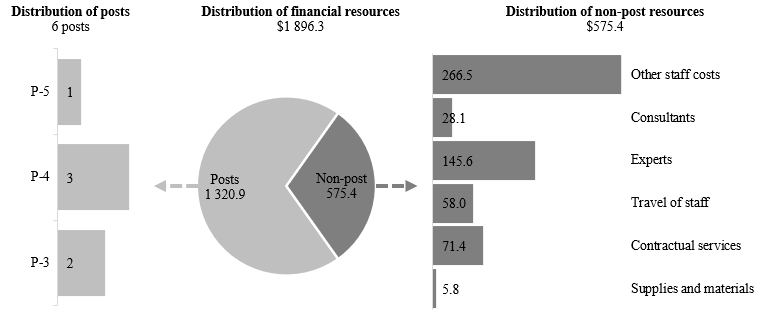 Distribution of posts
6 posts
P-5
1
P-4
3
P-3
2
Distribution of financial resources
$1 896.3
Posts
1 320.9
Non-post
575.4
Distribution of non-post resources
$575.4
266.5 Other staff costs
28.1 Consultants
145.6 Experts
58.0 Travel of staff
71.4 Contractual services
5.8 Supplies and materials